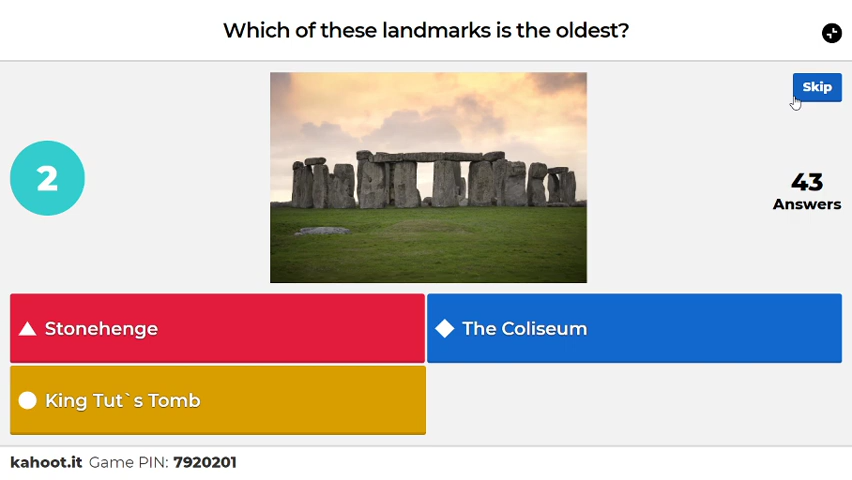 Which of these landmarks is the oldest?
Skip
2
43
Answers
Stonehenge
The Coliseum
King Tut`s Tomb
kahoot.it Game PIN: 7920201